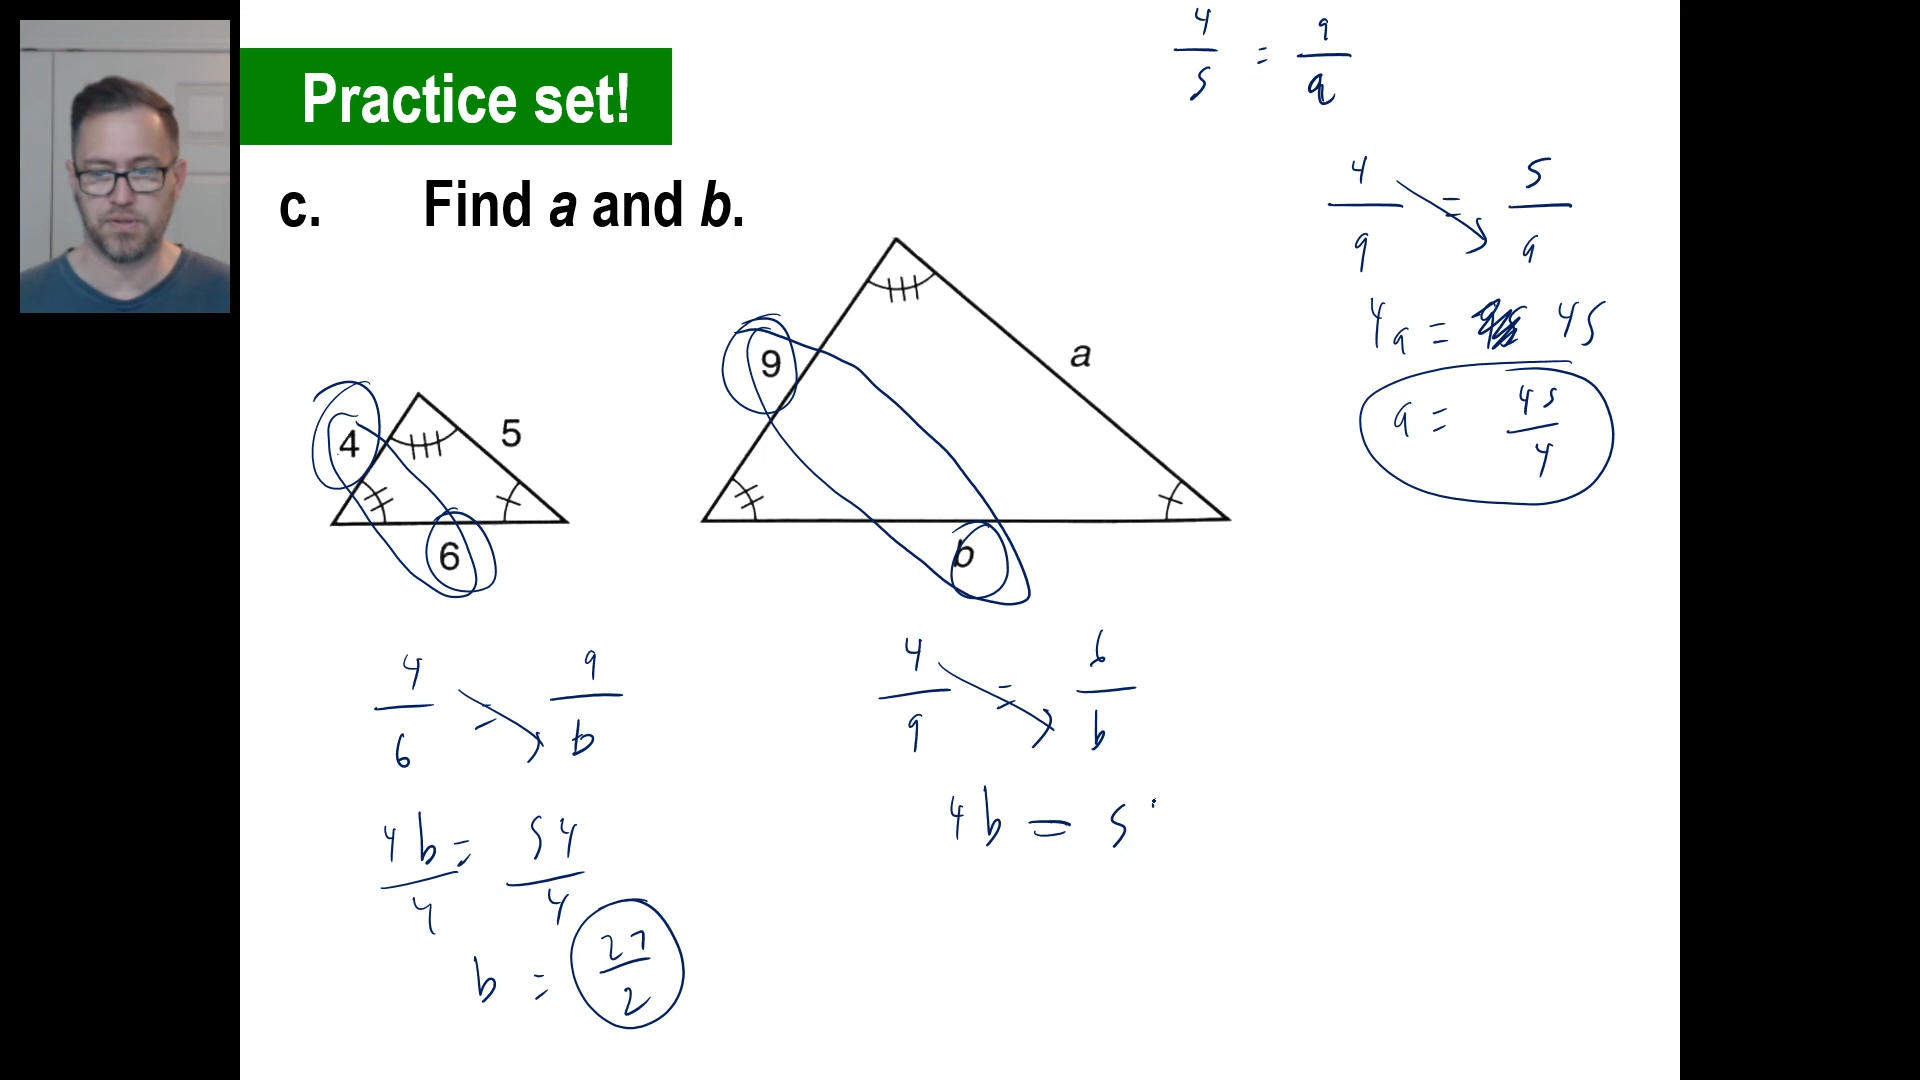 Practice set!
c. Find a and b.
4 5 6
9 a b
4/5 = 9/a
4/9 = 5/a
4a = 45
a = 45/4
4/6 = 9/b
4b/4 = 54/4
b = 27/2
4/9 = 6/b
4b = 5